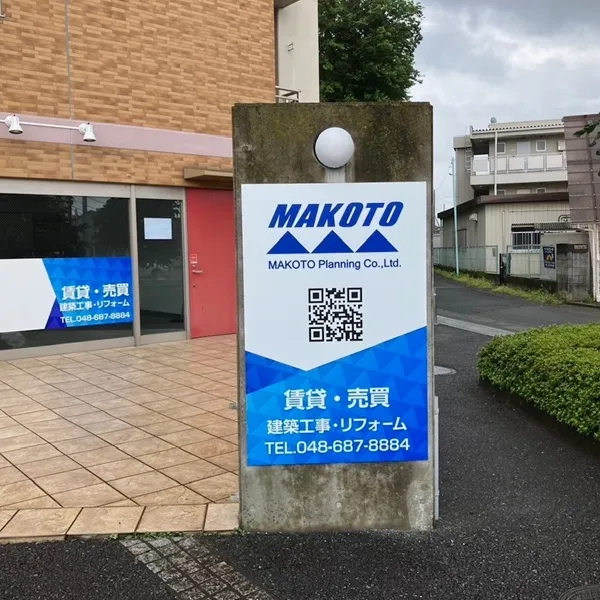 MAKOTO
MAKOTO Planning Co.,Ltd.
賃貸・売買
建築工事・リフォーム
TEL.048-687-8884
賃貸・売買
建築工事・リフォーム
TEL.048-687-8884